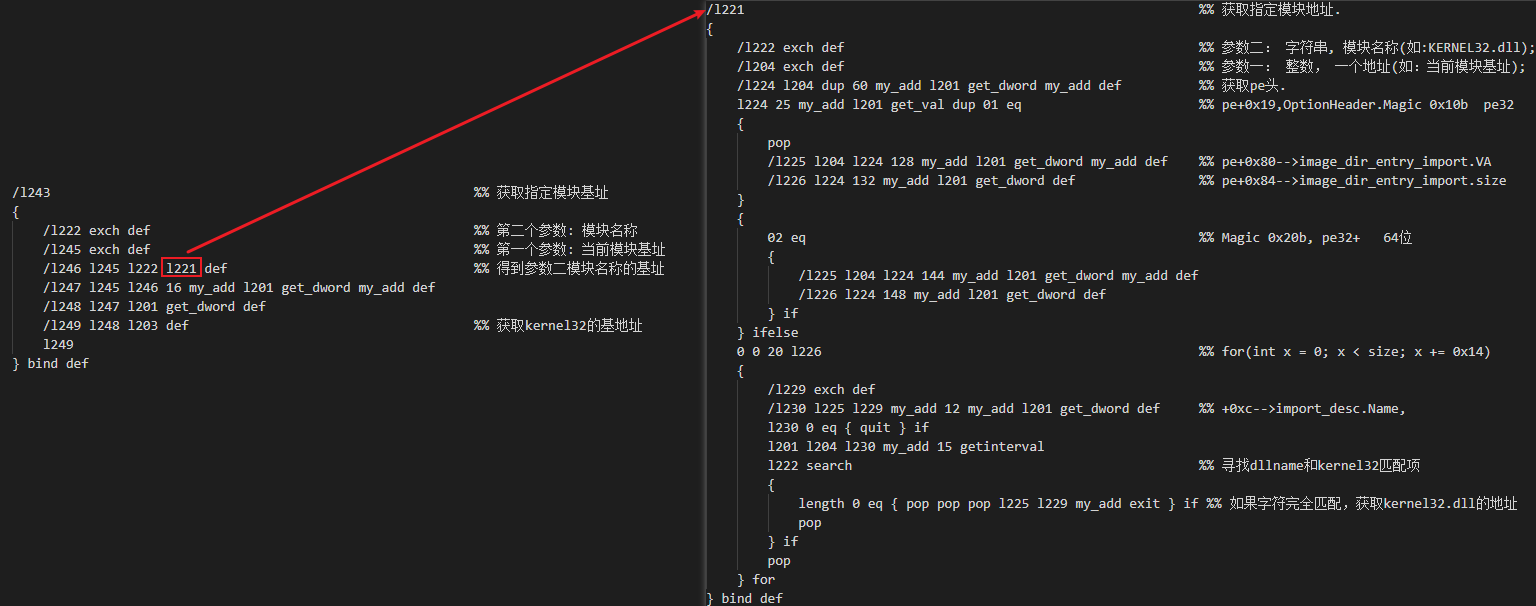 /l243 %% 获取指定模块基址
{
/l222 exch def %% 第二个参数: 模块名称
/l245 exch def %% 第一个参数: 当前模块基址
/l246 l245 l222 l221 def %% 得到参数二模块名称的基址
/l247 l245 l246 16 my_add l201 get_dword my_add def
/l248 l247 l201 get_dword def
/l249 l248 l203 def %% 获取kernel32的基地址
l249
} bind def
/l221 %% 获取指定模块地址.
{
/l222 exch def %% 参数二: 字符串, 模块名称(如:KERNEL32.dll);
/l204 exch def %% 参数一: 整数, 一个地址(如: 当前模块基址);
/l224 l204 dup 60 my_add l201 get_dword my_add def %% 获取pe头.
l224 25 my_add l201 get_val dup 01 eq %% pe+0x19,OptionHeader.Magic 0x10b pe32
{
pop
/l225 l204 l224 128 my_add l201 get_dword my_add def %% pe+0x80-->image_dir_entry_import.VA
/l226 l224 132 my_add l201 get_dword def %% pe+0x84-->image_dir_entry_import.size
}
{
02 eq %% Magic 0x20b, pe32+ 64位
{
/l225 l204 l224 144 my_add l201 get_dword my_add def
/l226 l224 148 my_add l201 get_dword def
} if
} ifelse
0 0 20 l226 %% for(int x = 0; x < size; x += 0x14)
{
/l229 exch def
/l230 l225 l229 my_add 12 my_add l201 get_dword def %% +0xc-->import_desc.Name,
l230 0 eq { quit } if
l201 l204 l230 my_add 15 getinterval
l222 search %% 寻找dllname和kernel32匹配项
{
length 0 eq { pop pop pop l225 l229 my_add exit } if %% 如果字符完全匹配，获取kernel32.dll的地址
pop
} if
pop
} for
} bind def